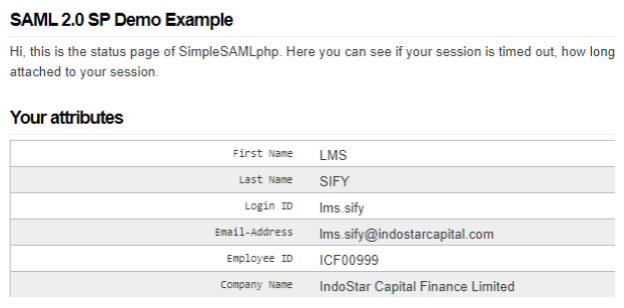 SAML 2.0 SP Demo Example
Hi, this is the status page of SimpleSAMLphp. Here you can see if your session is timed out, how long
attached to your session.
Your attributes
First Name LMS
Last Name SIFY
Login ID lms.sify
Email-Address lms.sify@indostarcapital.com
Employee ID ICF00999
Company Name IndoStar Capital Finance Limited